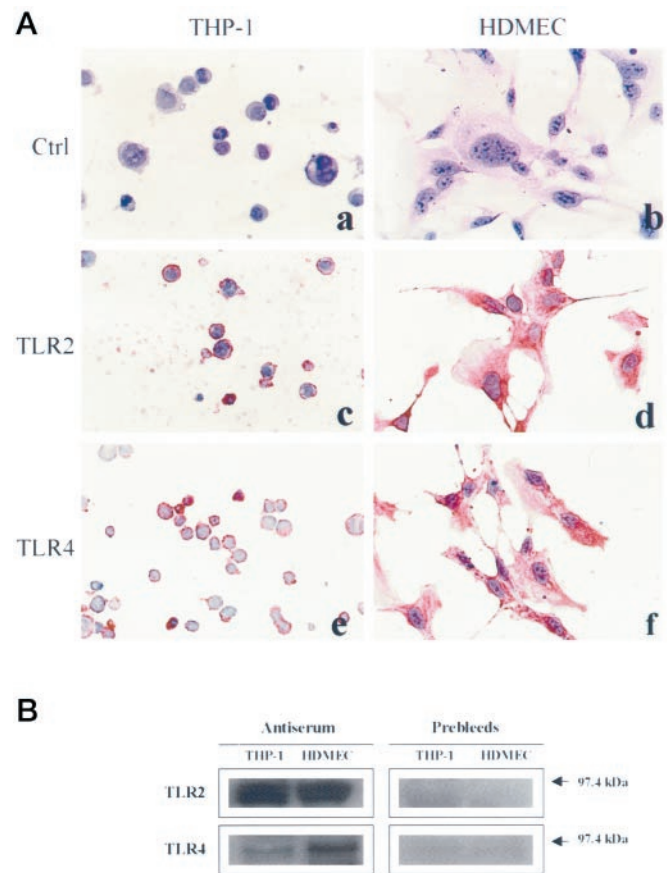 A
THP-1 HDMEC
Ctrl
a b
TLR2
c d
TLR4
e f
B
Antiserum Prebleeds
THP-1 HDMEC THP-1 HDMEC
TLR2 97.4 kDa
TLR4 97.4 kDa